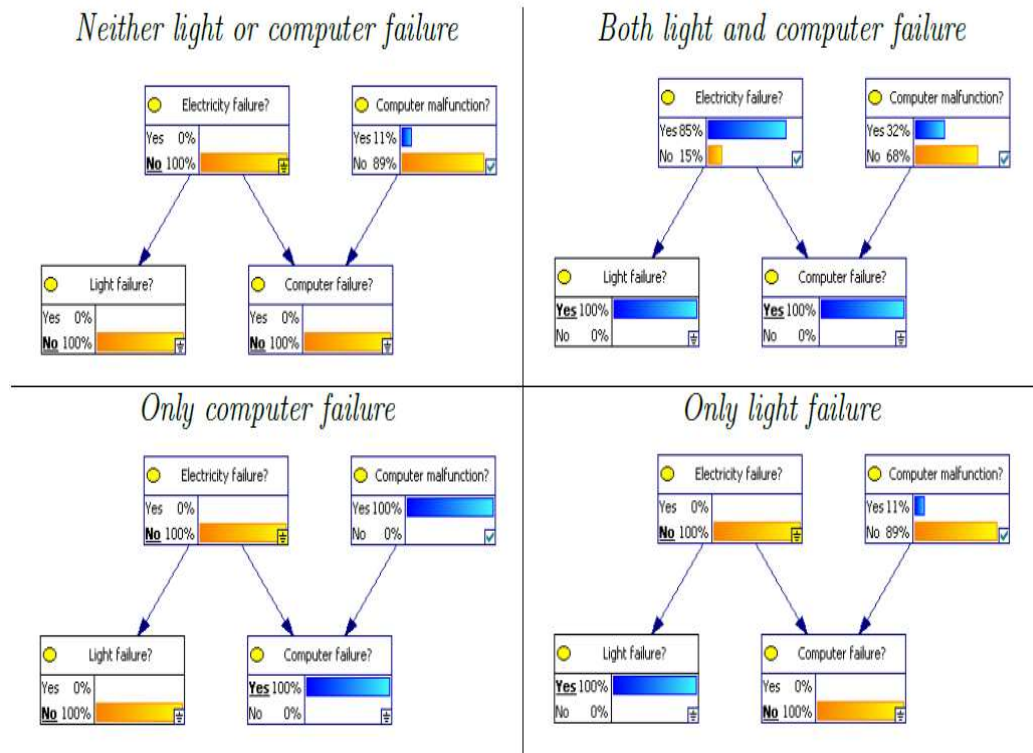 Neither light or computer failure
Electricity failure?
Yes 0%
No 100%
Computer malfunction?
Yes 11%
No 89%
Light failure?
Yes 0%
No 100%
Computer failure?
Yes 0%
No 100%
Both light and computer failure
Electricity failure?
Yes 85%
No 15%
Computer malfunction?
Yes 32%
No 68%
Light failure?
Yes 100%
No 0%
Computer failure?
Yes 100%
No 0%
Only computer failure
Electricity failure?
Yes 0%
No 100%
Computer malfunction?
Yes 100%
No 0%
Light failure?
Yes 0%
No 100%
Computer failure?
Yes 100%
No 0%
Only light failure
Electricity failure?
Yes 0%
No 100%
Computer malfunction?
Yes 11%
No 89%
Light failure?
Yes 100%
No 0%
Computer failure?
Yes 0%
No 100%